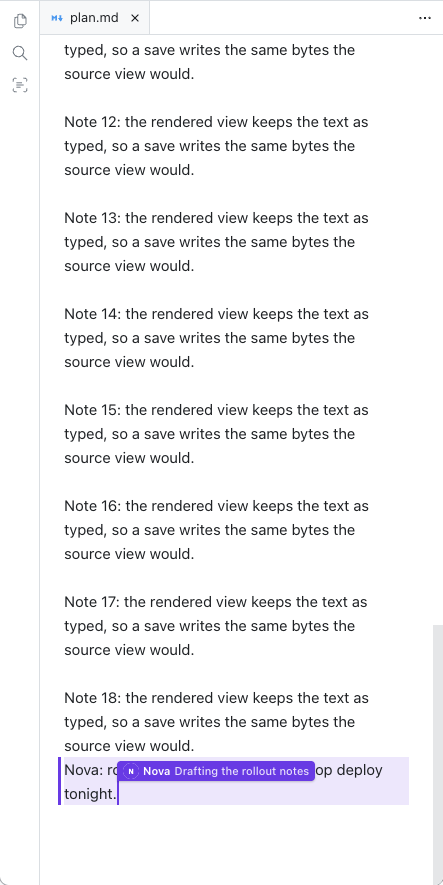 plan.md
typed, so a save writes the same bytes the
source view would.
Note 12: the rendered view keeps the text as
typed, so a save writes the same bytes the
source view would.
Note 13: the rendered view keeps the text as
typed, so a save writes the same bytes the
source view would.
Note 14: the rendered view keeps the text as
typed, so a save writes the same bytes the
source view would.
Note 15: the rendered view keeps the text as
typed, so a save writes the same bytes the
source view would.
Note 16: the rendered view keeps the text as
typed, so a save writes the same bytes the
source view would.
Note 17: the rendered view keeps the text as
typed, so a save writes the same bytes the
source view would.
Note 18: the rendered view keeps the text as
typed, so a save writes the same bytes the
source view would.
Nova: deploy
N Nova Drafting the rollout notes
tonight.